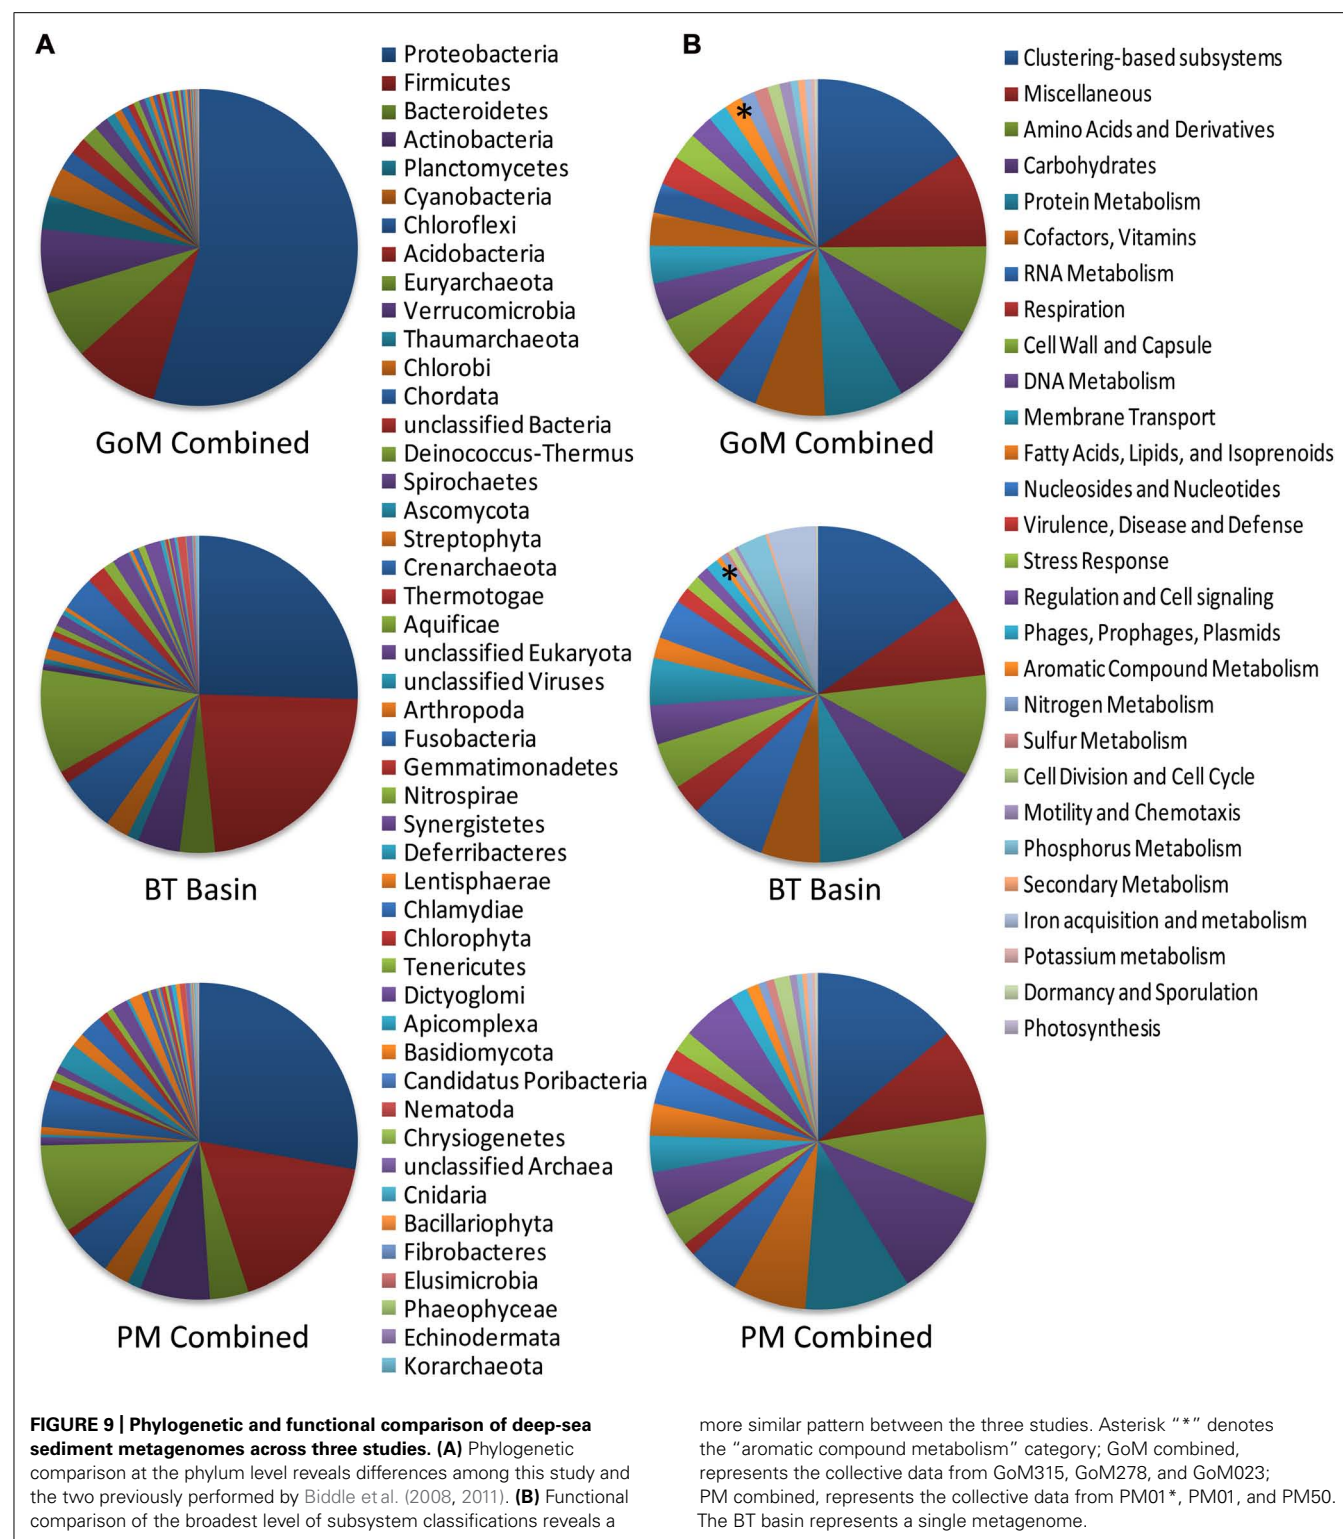 A
Proteobacteria
Firmicutes
Bacteroidetes
Actinobacteria
Planctomycetes
Cyanobacteria
Chloroflexi
Acidobacteria
Euryarchaeota
Verrucomicrobia
Thaumarchaeota
Chlorobi
Chordata
unclassified Bacteria
Deinococcus-Thermus
Spirochaetes
Ascomycota
Streptophyta
Crenarchaeota
Thermotogae
Aquificae
unclassified Eukaryota
unclassified Viruses
Arthropoda
Fusobacteria
Gemmatimonadetes
Nitrospirae
Synergistetes
Deferribacteres
Lentisphaerae
Chlamydiae
Chlorophyta
Tenericutes
Dictyoglomi
Apicomplexa
Basidiomycota
Candidatus Poribacteria
Nematoda
Chrysiogenetes
unclassified Archaea
Cnidaria
Bacillariophyta
Fibrobacteres
Elusimicrobia
Phaeophyceae
Echinodermata
Korarchaeota
GoM Combined
BT Basin
PM Combined
B
*
GoM Combined
*
BT Basin
PM Combined
Clustering-based subsystems
Miscellaneous
Amino Acids and Derivatives
Carbohydrates
Protein Metabolism
Cofactors, Vitamins
RNA Metabolism
Respiration
Cell Wall and Capsule
DNA Metabolism
Membrane Transport
Fatty Acids, Lipids, and Isoprenoids
Nucleosides and Nucleotides
Virulence, Disease and Defense
Stress Response
Regulation and Cell signaling
Phages, Prophages, Plasmids
Aromatic Compound Metabolism
Nitrogen Metabolism
Sulfur Metabolism
Cell Division and Cell Cycle
Motility and Chemotaxis
Phosphorus Metabolism
Secondary Metabolism
Iron acquisition and metabolism
Potassium metabolism
Dormancy and Sporulation
Photosynthesis
FIGURE 9 | Phylogenetic and functional comparison of deep-sea
sediment metagenomes across three studies. (A) Phylogenetic
comparison at the phylum level reveals differences among this study and
the two previously performed by Biddle et al. (2008, 2011). (B) Functional
comparison of the broadest level of subsystem classifications reveals a
more similar pattern between the three studies. Asterisk "*" denotes
the "aromatic compound metabolism" category; GoM combined,
represents the collective data from GoM315, GoM278, and GoM023;
PM combined, represents the collective data from PM01*, PM01, and PM50.
The BT basin represents a single metagenome.